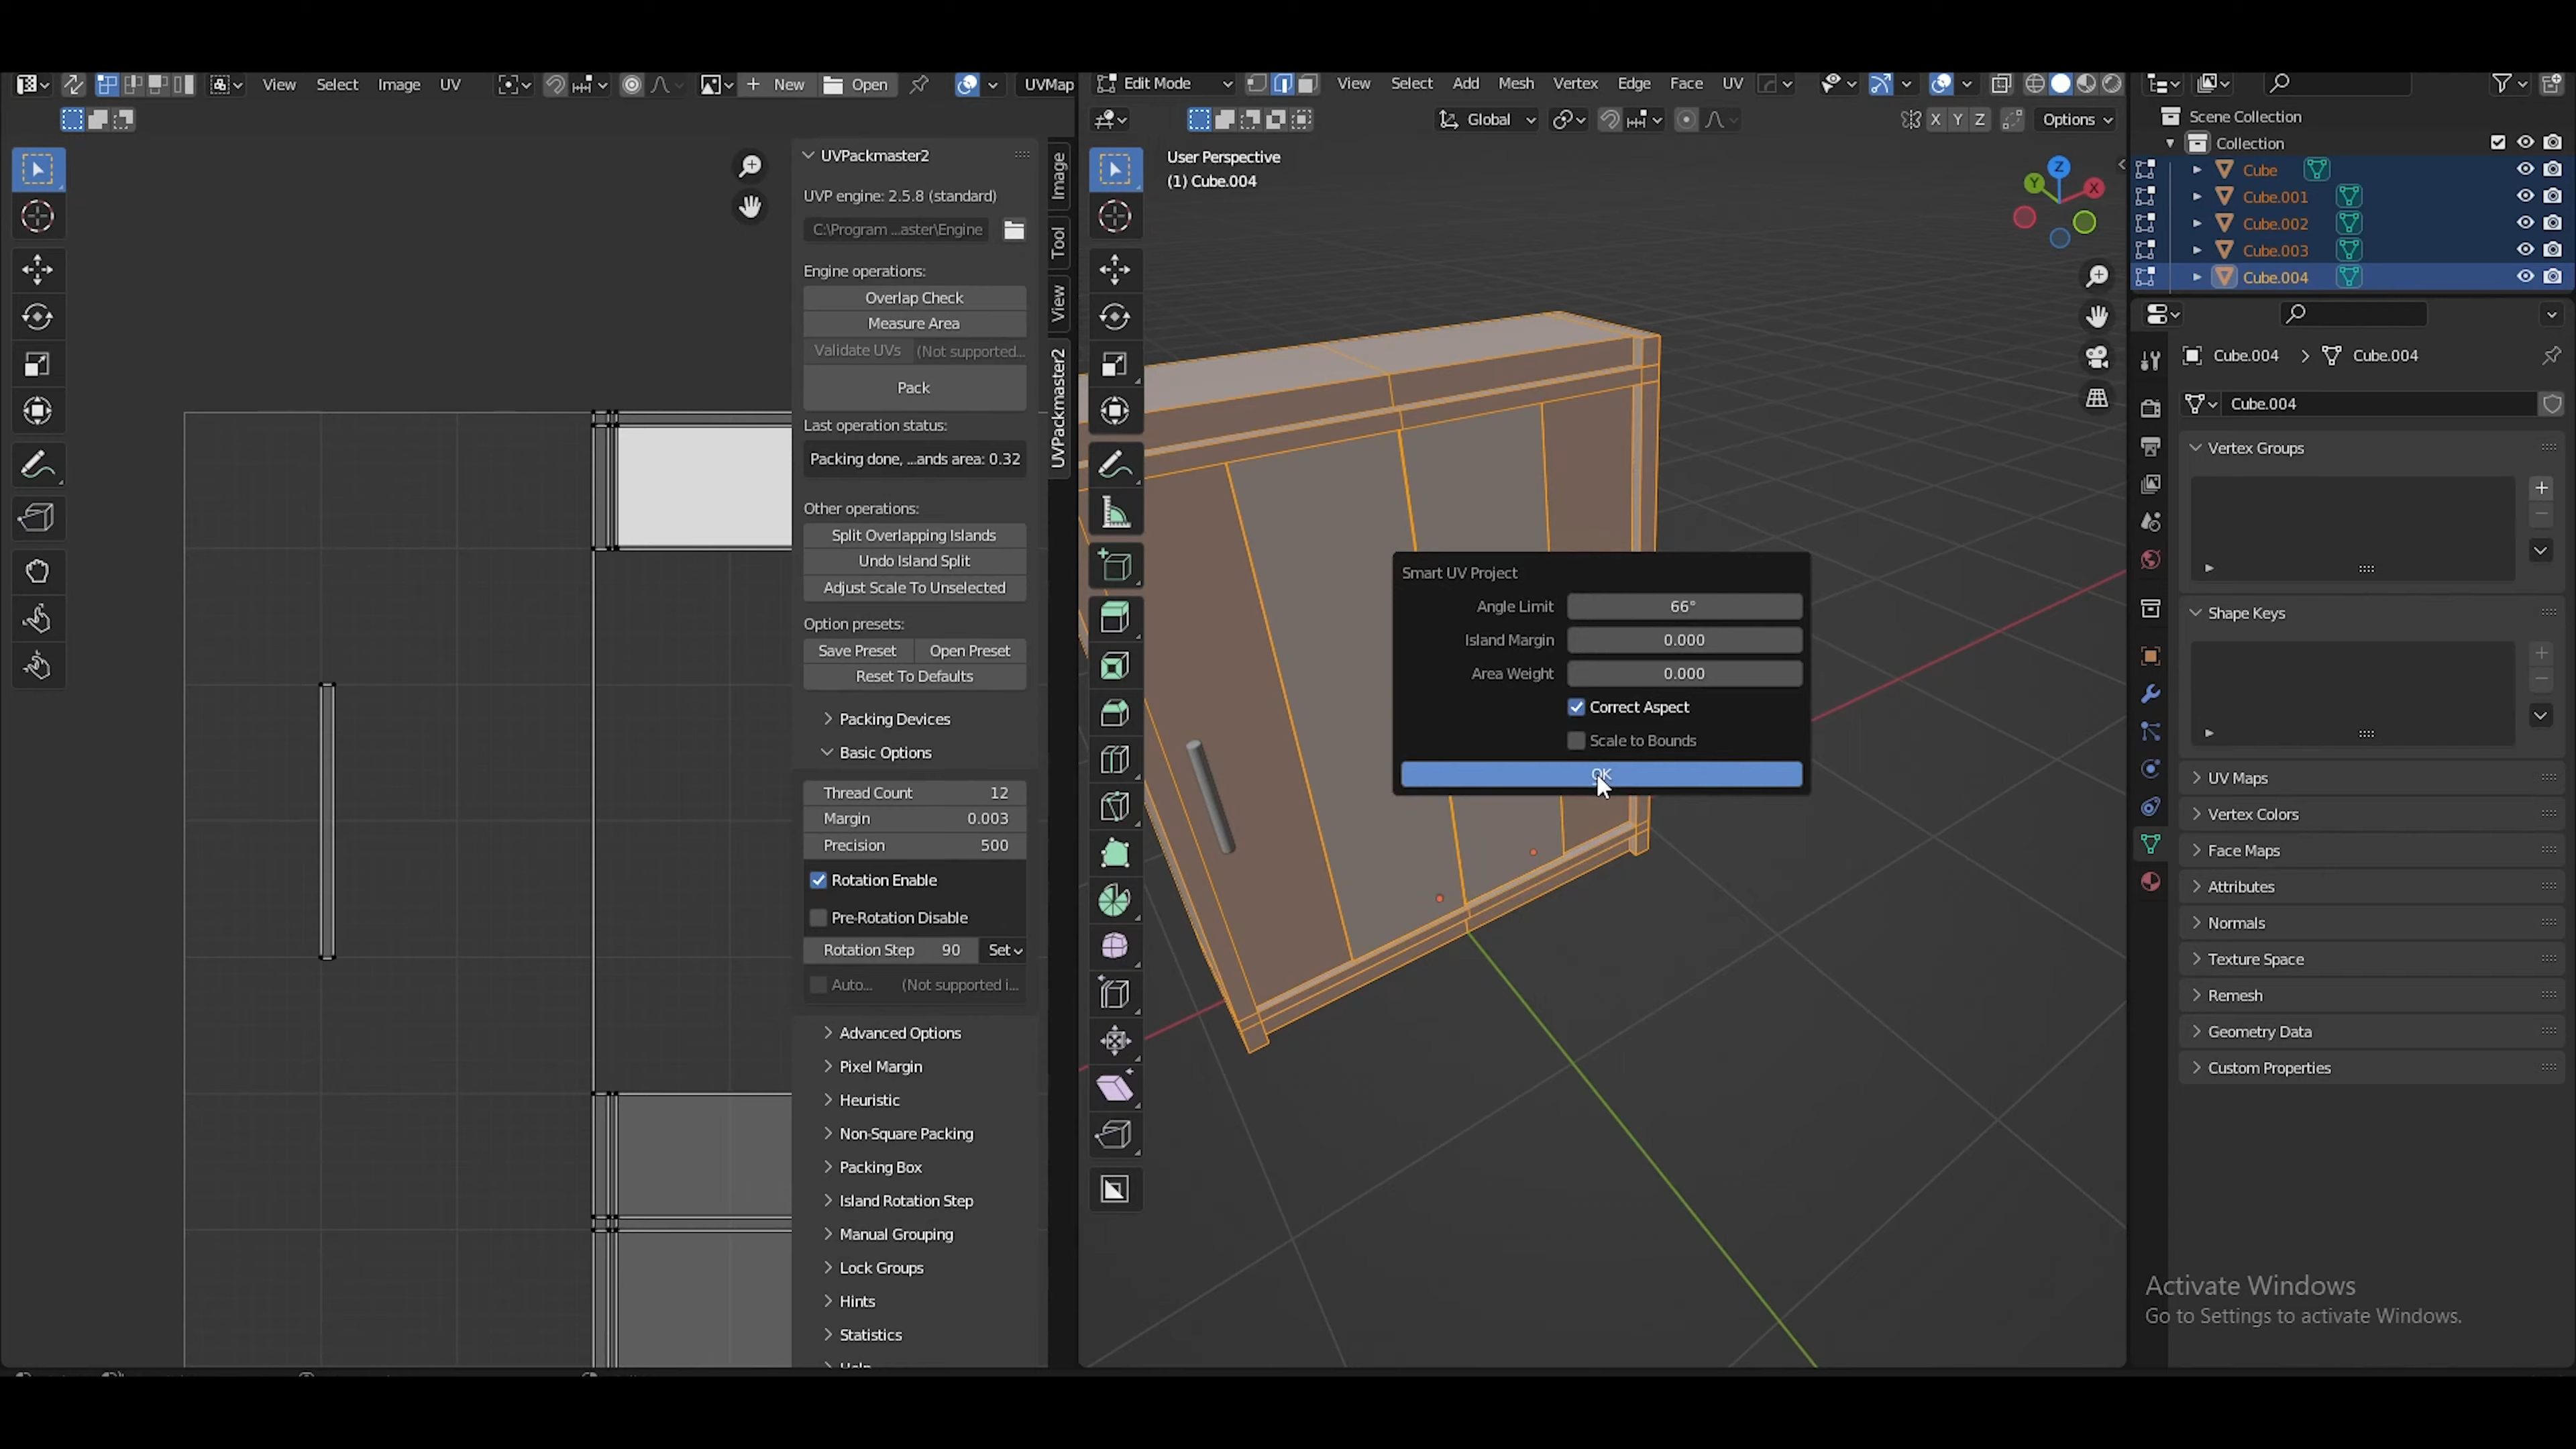 View Select Image UV New Open UVMap
UVPackmaster2
UVP engine: 2.5.8 (standard)
C:\Program ...aster\Engine
Engine operations:
Overlap Check
Measure Area
Validate UVs (Not supported...
Pack
Last operation status:
Packing done, ...ands area: 0.32
Other operations:
Split Overlapping Islands
Undo Island Split
Adjust Scale To Unselected
Option presets:
Save Preset Open Preset
Reset To Defaults
Packing Devices
Basic Options
Thread Count 12
Margin 0.003
Precision 500
Rotation Enable
Pre-Rotation Disable
Rotation Step 90 Set
Auto... (Not supported i...
Advanced Options
Pixel Margin
Heuristic
Non-Square Packing
Packing Box
Island Rotation Step
Manual Grouping
Lock Groups
Hints
Statistics
Image
Tool
View
UVPackmaster2
Edit Mode View Select Add Mesh Vertex Edge Face UV
Global X Y Z Options
User Perspective
(1) Cube.004
Z
Y
X
Smart UV Project
Angle Limit 66°
Island Margin 0.000
Area Weight 0.000
Correct Aspect
Scale to Bounds
OK
Scene Collection
Collection
Cube
Cube.001
Cube.002
Cube.003
Cube.004
Cube.004 Cube.004
Cube.004
Vertex Groups
Shape Keys
UV Maps
Vertex Colors
Face Maps
Attributes
Normals
Texture Space
Remesh
Geometry Data
Custom Properties
Activate Windows
Go to Settings to activate Windows.